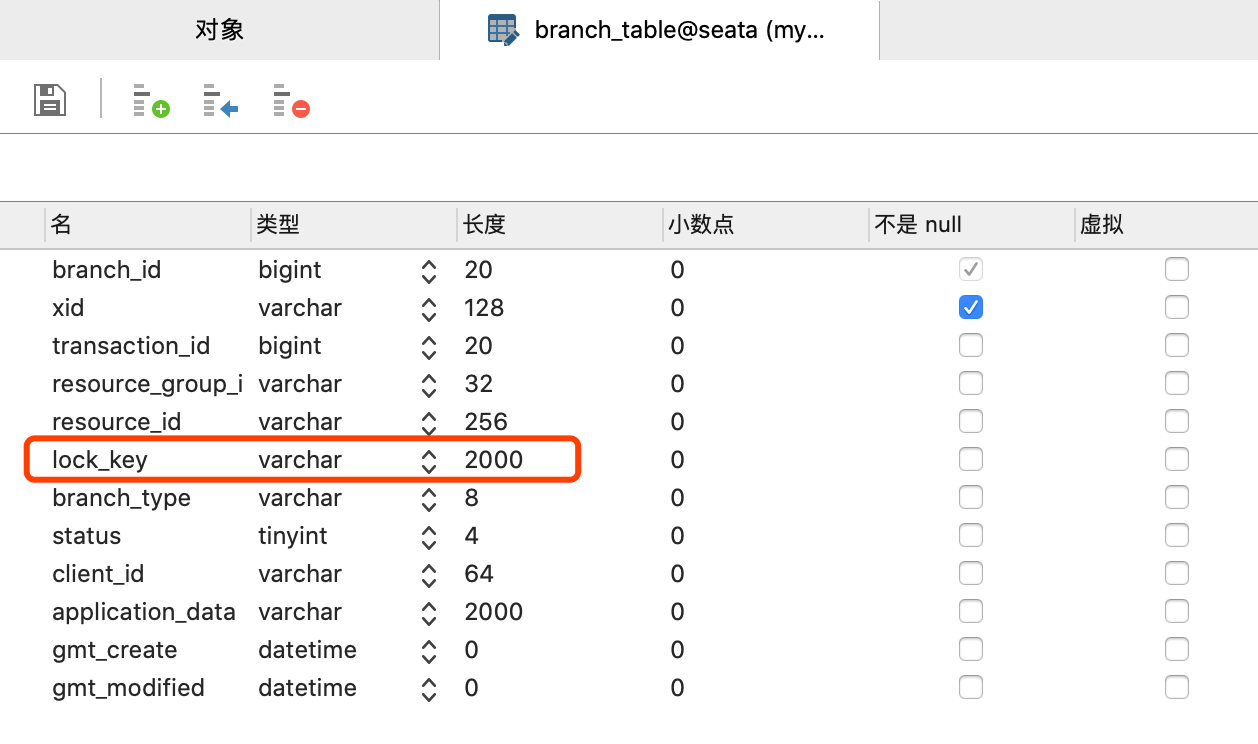 对象 branch_table@seata (my...
名 类型 长度 小数点 不是 null 虚拟
branch_id bigint 20 0
xid varchar 128 0
transaction_id bigint 20 0
resource_group_i varchar 32 0
resource_id varchar 256 0
lock_key varchar 2000 0
branch_type varchar 8 0
status tinyint 4 0
client_id varchar 64 0
application_data varchar 2000 0
gmt_create datetime 0 0
gmt_modified datetime 0 0